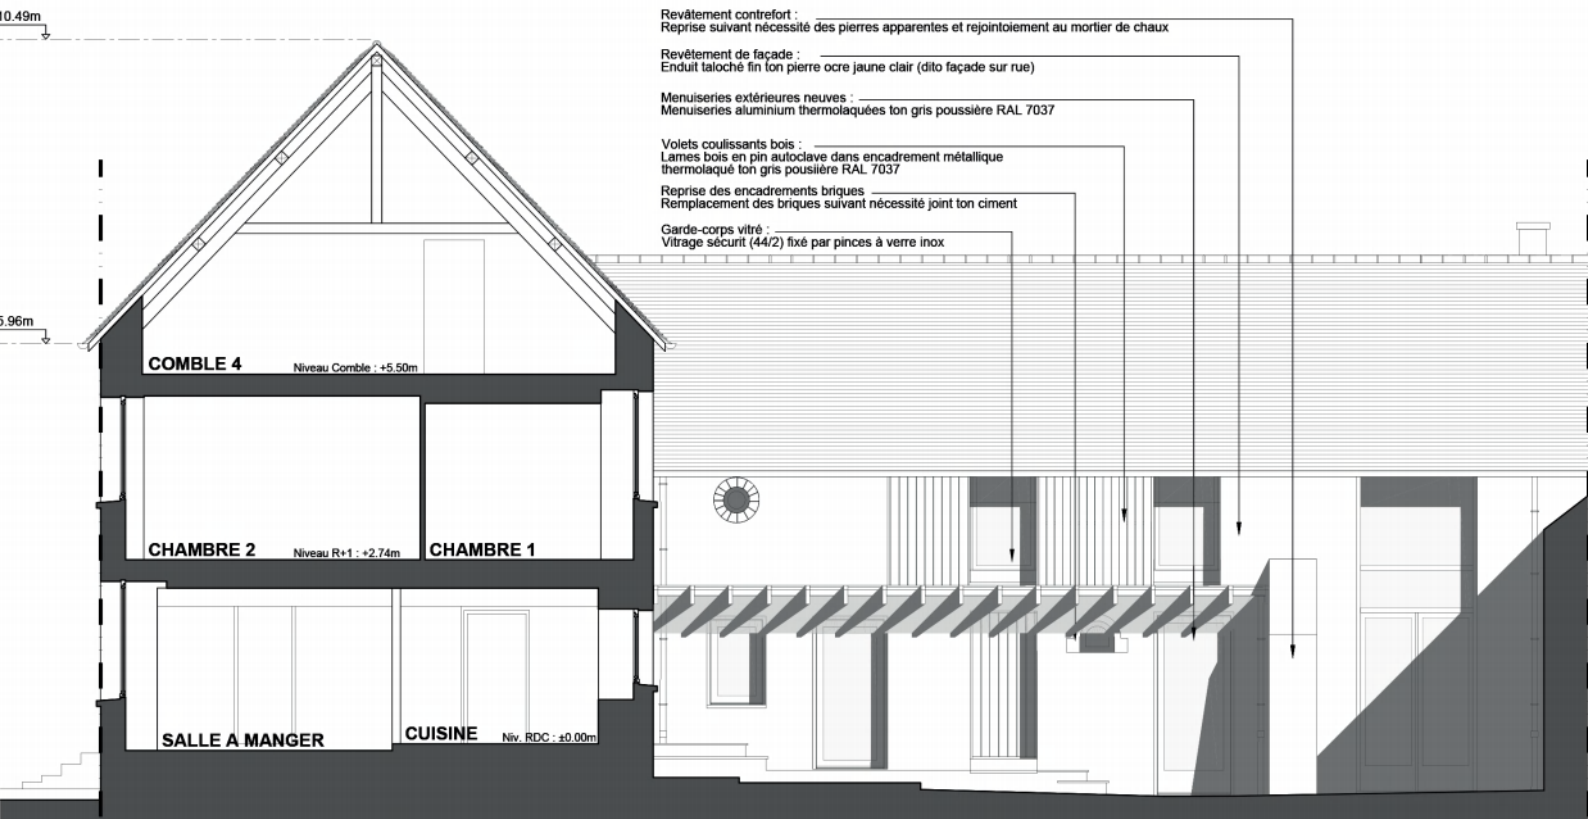 10.49m
Revâtement contrefort :
Reprise suivant nécessité des pierres apparentes et rejointoiement au mortier de chaux
Revêtement de façade :
Enduit taloché fin ton pierre ocre jaune clair (dito façade sur rue)
Menuiseries extérieures neuves :
Menuiseries aluminium thermolaquées ton gris poussière RAL 7037
Volets coulissants bois :
Lames bois en pin autoclave dans encadrement métallique
thermolaqué ton gris pousiière RAL 7037
Reprise des encadrements briques
Remplacement des briques suivant nécessité joint ton ciment
Garde-corps vitré :
Vitrage sécurit (44/2) fixé par pinces à verre inox
5.96m
COMBLE 4 Niveau Comble : +5,50m
CHAMBRE 2 Niveau R+1 : +2.74m CHAMBRE 1
SALLE A MANGER CUISINE Niv. RDC : ±0.00m